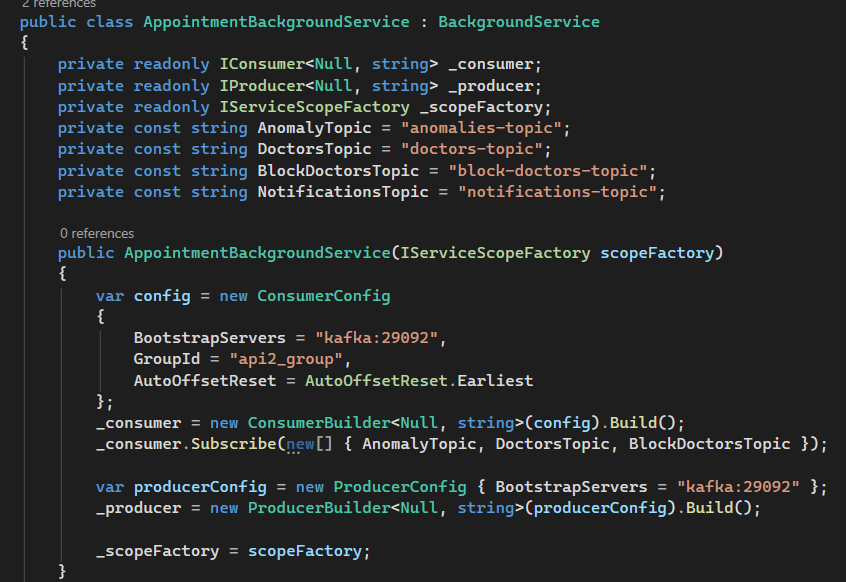 2 references
public class AppointmentBackgroundService : BackgroundService
{
private readonly IConsumer<Null, string> _consumer;
private readonly IProducer<Null, string> _producer;
private readonly IServiceScopeFactory _scopeFactory;
private const string AnomalyTopic = "anomalies-topic";
private const string DoctorsTopic = "doctors-topic";
private const string BlockDoctorsTopic = "block-doctors-topic";
private const string NotificationsTopic = "notifications-topic";
0 references
public AppointmentBackgroundService(IServiceScopeFactory scopeFactory)
{
var config = new ConsumerConfig
{
BootstrapServers = "kafka:29092",
GroupId = "api2_group",
AutoOffsetReset = AutoOffsetReset.Earliest
};
_consumer = new ConsumerBuilder<Null, string>(config).Build();
_consumer.Subscribe(new[] { AnomalyTopic, DoctorsTopic, BlockDoctorsTopic });
var producerConfig = new ProducerConfig { BootstrapServers = "kafka:29092" };
_producer = new ProducerBuilder<Null, string>(producerConfig).Build();
_scopeFactory = scopeFactory;
}